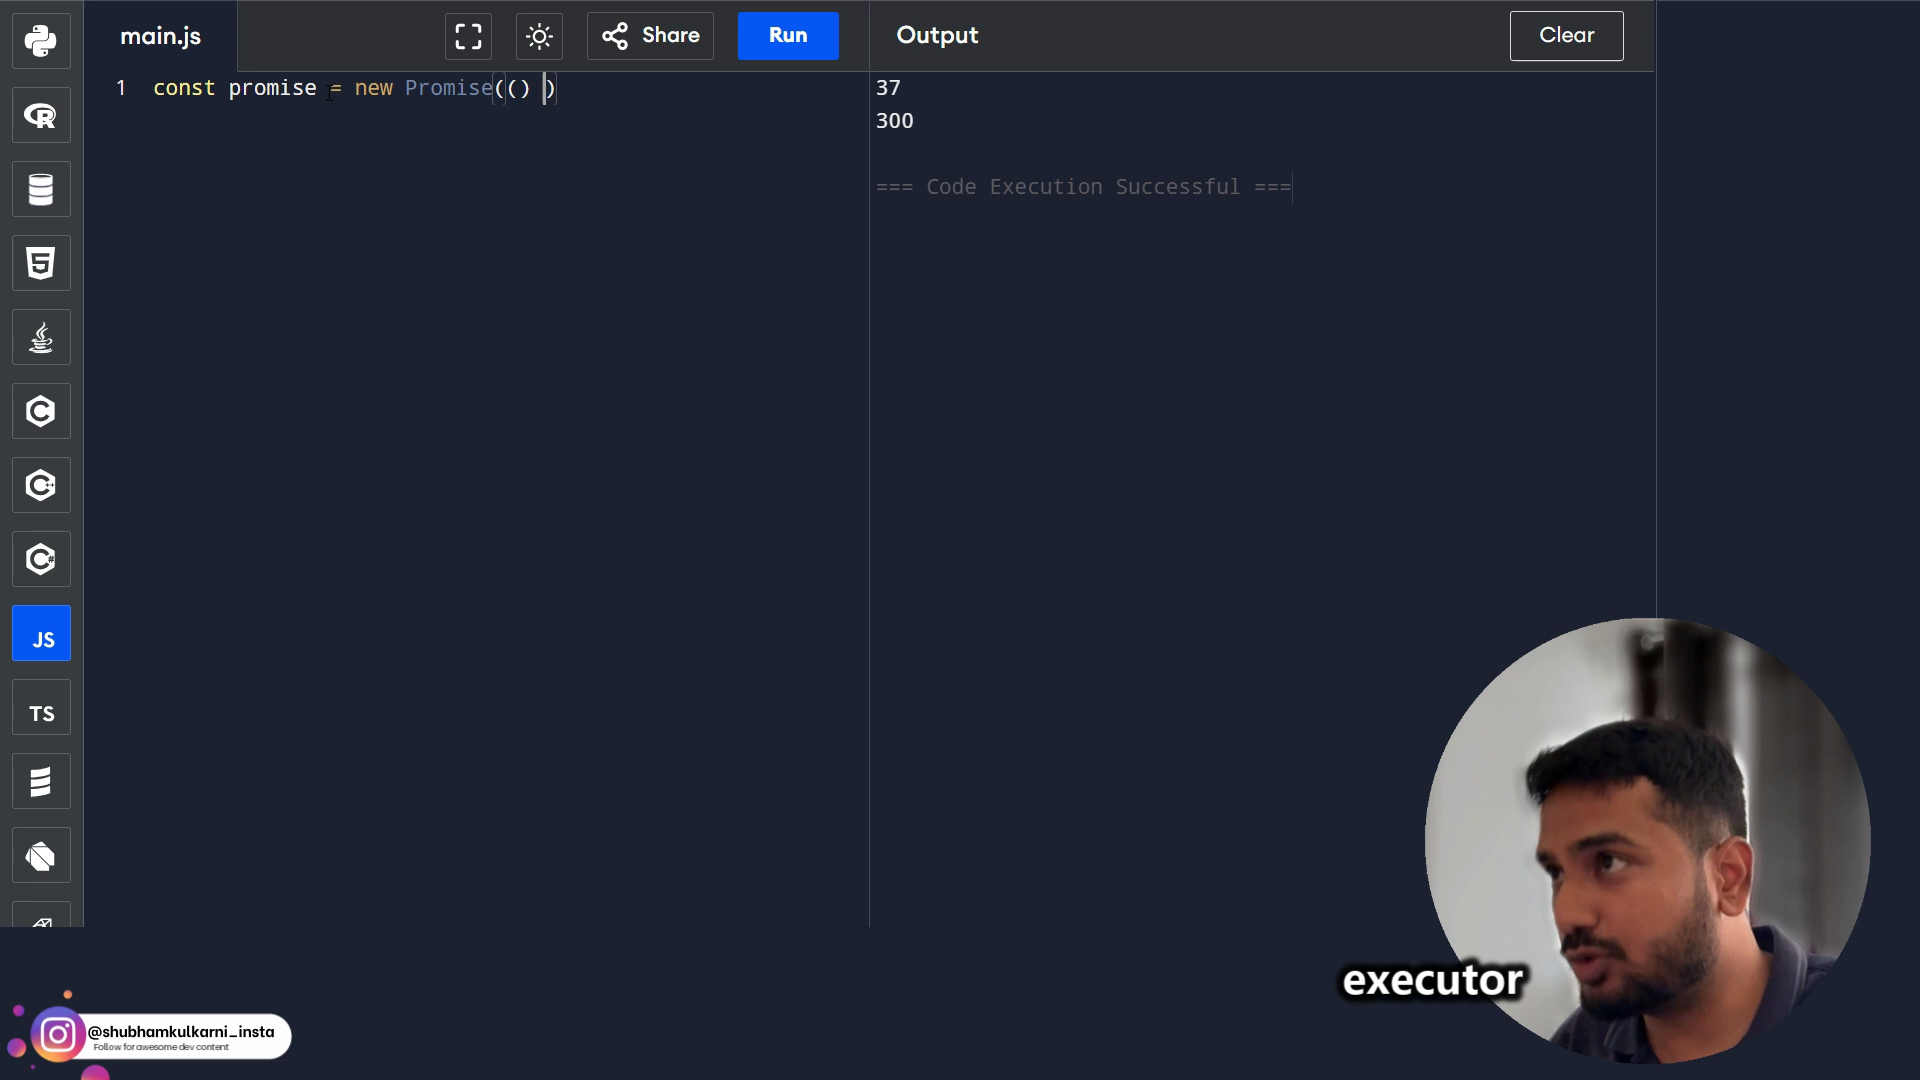 main.js
Share
Run
Output
Clear
1 const promise = new Promise(() )
37
300
=== Code Execution Successful ===
JS
TS
executor
@shubhamkulkarni_insta
Follow for awesome dev content